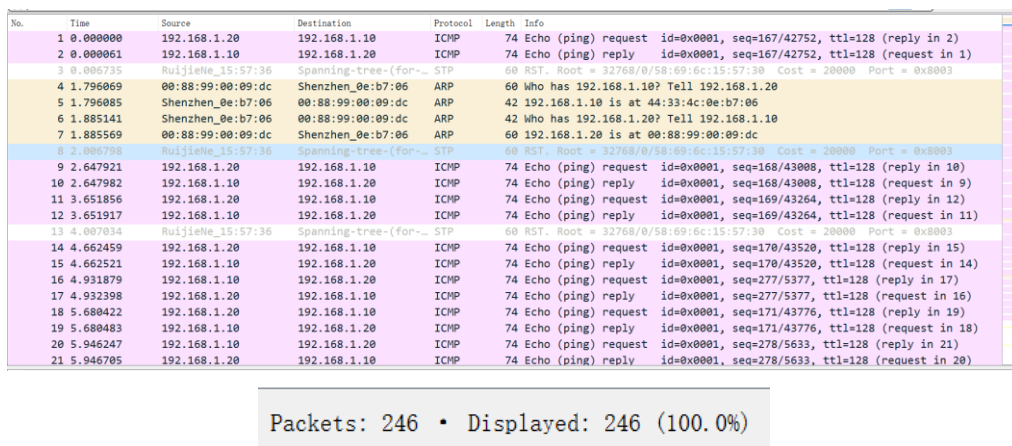 No. Time Source Destination Protocol Length Info
1 0.000000 192.168.1.20 192.168.1.10 ICMP 74 Echo (ping) request id=0x0001, seq=167/42752, ttl=128 (reply in 2)
2 0.000061 192.168.1.10 192.168.1.20 ICMP 74 Echo (ping) reply id=0x0001, seq=167/42752, ttl=128 (request in 1)
3 0.006735 RuijieNe_15:57:36 Spanning-tree-(for-… STP 60 RST. Root = 32768/0/58:69:6c:15:57:30 Cost = 20000 Port = 0x8003
4 1.796069 00:88:99:00:09:dc Shenzhen_0e:b7:06 ARP 60 Who has 192.168.1.10? Tell 192.168.1.20
5 1.796085 Shenzhen_0e:b7:06 00:88:99:00:09:dc ARP 42 192.168.1.10 is at 44:33:4c:0e:b7:06
6 1.885141 Shenzhen_0e:b7:06 00:88:99:00:09:dc ARP 42 Who has 192.168.1.20? Tell 192.168.1.10
7 1.885569 00:88:99:00:09:dc Shenzhen_0e:b7:06 ARP 60 192.168.1.20 is at 00:88:99:00:09:dc
8 2.006798 RuijieNe_15:57:36 Spanning-tree-(for-… STP 60 RST. Root = 32768/0/58:69:6c:15:57:30 Cost = 20000 Port = 0x8003
9 2.647921 192.168.1.20 192.168.1.10 ICMP 74 Echo (ping) request id=0x0001, seq=168/43008, ttl=128 (reply in 10)
10 2.647982 192.168.1.10 192.168.1.20 ICMP 74 Echo (ping) reply id=0x0001, seq=168/43008, ttl=128 (request in 9)
11 3.651856 192.168.1.20 192.168.1.10 ICMP 74 Echo (ping) request id=0x0001, seq=169/43264, ttl=128 (reply in 12)
12 3.651917 192.168.1.10 192.168.1.20 ICMP 74 Echo (ping) reply id=0x0001, seq=169/43264, ttl=128 (request in 11)
13 4.007034 RuijieNe_15:57:36 Spanning-tree-(for-… STP 60 RST. Root = 32768/0/58:69:6c:15:57:30 Cost = 20000 Port = 0x8003
14 4.662459 192.168.1.20 192.168.1.10 ICMP 74 Echo (ping) request id=0x0001, seq=170/43520, ttl=128 (reply in 15)
15 4.662521 192.168.1.10 192.168.1.20 ICMP 74 Echo (ping) reply id=0x0001, seq=170/43520, ttl=128 (request in 14)
16 4.931879 192.168.1.10 192.168.1.20 ICMP 74 Echo (ping) request id=0x0001, seq=277/5377, ttl=128 (reply in 17)
17 4.932398 192.168.1.20 192.168.1.10 ICMP 74 Echo (ping) reply id=0x0001, seq=277/5377, ttl=128 (request in 16)
18 5.680422 192.168.1.20 192.168.1.10 ICMP 74 Echo (ping) request id=0x0001, seq=171/43776, ttl=128 (reply in 19)
19 5.680483 192.168.1.10 192.168.1.20 ICMP 74 Echo (ping) reply id=0x0001, seq=171/43776, ttl=128 (request in 18)
20 5.946247 192.168.1.10 192.168.1.20 ICMP 74 Echo (ping) request id=0x0001, seq=278/5633, ttl=128 (reply in 21)
21 5.946705 192.168.1.20 192.168.1.10 ICMP 74 Echo (ping) reply id=0x0001, seq=278/5633, ttl=128 (request in 20)
Packets: 246 • Displayed: 246 (100.0%)